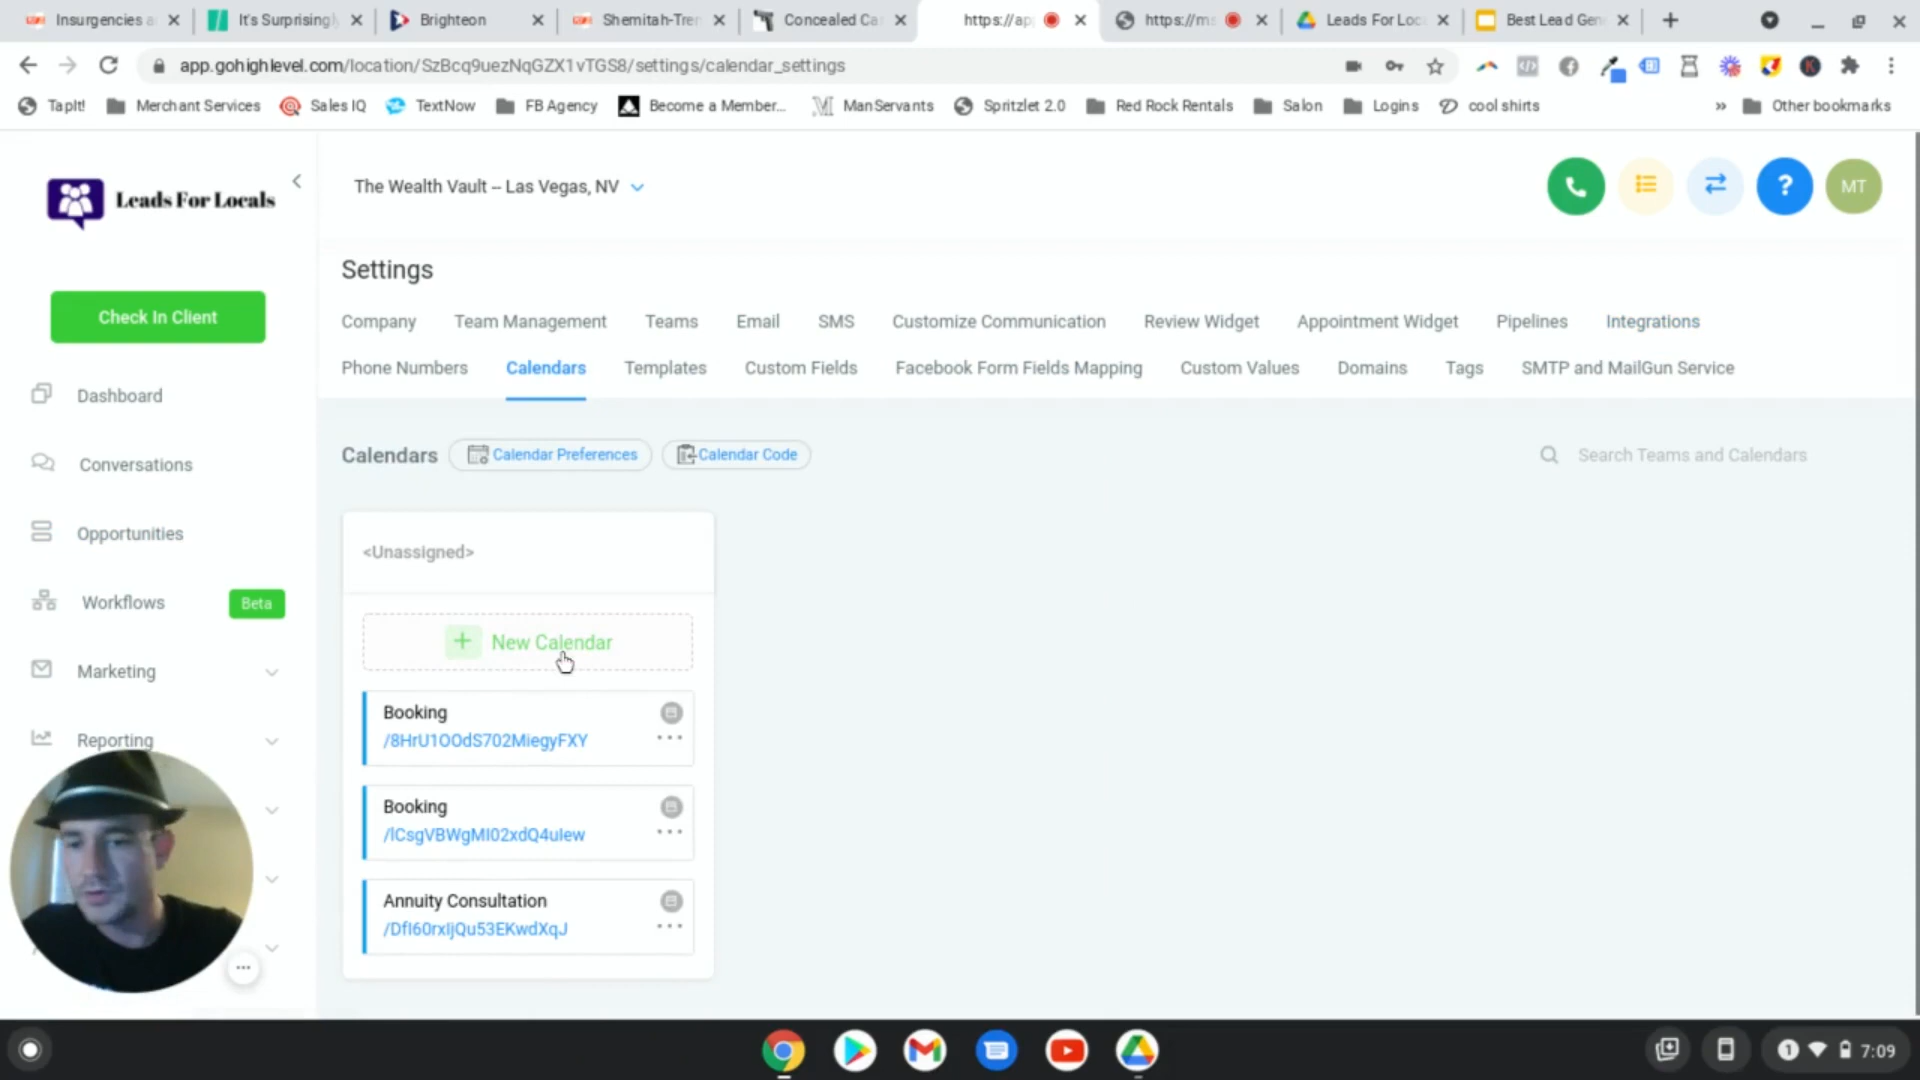 Insurgencies a
It's Surprisingly
Brighteon
Shemitah-Tren
Concealed Ca
https://ap
https://ms
Leads For Loc
Best Lead Gen
app.gohighlevel.com/location/SzBcq9uezNqGZX1vTGS8/settings/calendar_settings
TapIt!
Merchant Services
Sales IQ
TextNow
FB Agency
Become a Member...
ManServants
Spritzlet 2.0
Red Rock Rentals
Salon
Logins
cool shirts
»
Other bookmarks
Leads For Locals
The Wealth Vault -- Las Vegas, NV
?
MT
Settings
Check In Client
Company
Team Management
Teams
Email
SMS
Customize Communication
Review Widget
Appointment Widget
Pipelines
Integrations
Phone Numbers
Calendars
Templates
Custom Fields
Facebook Form Fields Mapping
Custom Values
Domains
Tags
SMTP and MailGun Service
Dashboard
Conversations
Opportunities
Workflows
Beta
Marketing
Reporting
Calendars
Calendar Preferences
Calendar Code
Search Teams and Calendars
<Unassigned>
+ New Calendar
Booking
/8HrU1OOdS702MiegyFXY
Booking
/lCsgVBWgMI02xdQ4uIew
Annuity Consultation
/DfI60rxIjQu53EKwdXqJ
1
7:09